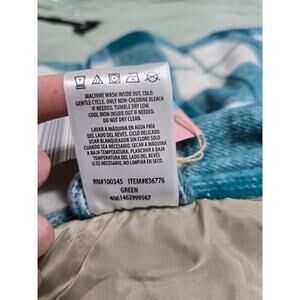 MACHINE WASH INSIDE OUT, COLD.
GENTLE CYCLE. ONLY NON-CHLORINE BLEACH
IF NEEDED. TUMBLE DRY LOW.
COOL IRON INSIDE OUT IF NEEDED.
DO NOT DRY CLEAN.
LAVAR A MÁQUINA EN AGUA FRÍA
DEL LADO DEL REVÉS. CICLO DELICADO.
USAR BLANQUEADOR SIN CLORO SOLO
CUANDO SEA NECESARIO. SECAR A MÁQUINA
A BAJA TEMPERATURA. PLANCHAR A BAJA
TEMPERATURA DEL LADO DEL REVÉS
SI ES NECESARIO. NO LIMPIAR EN SECO.
RN#100345 ITEM#836776
GREEN
4061462999567